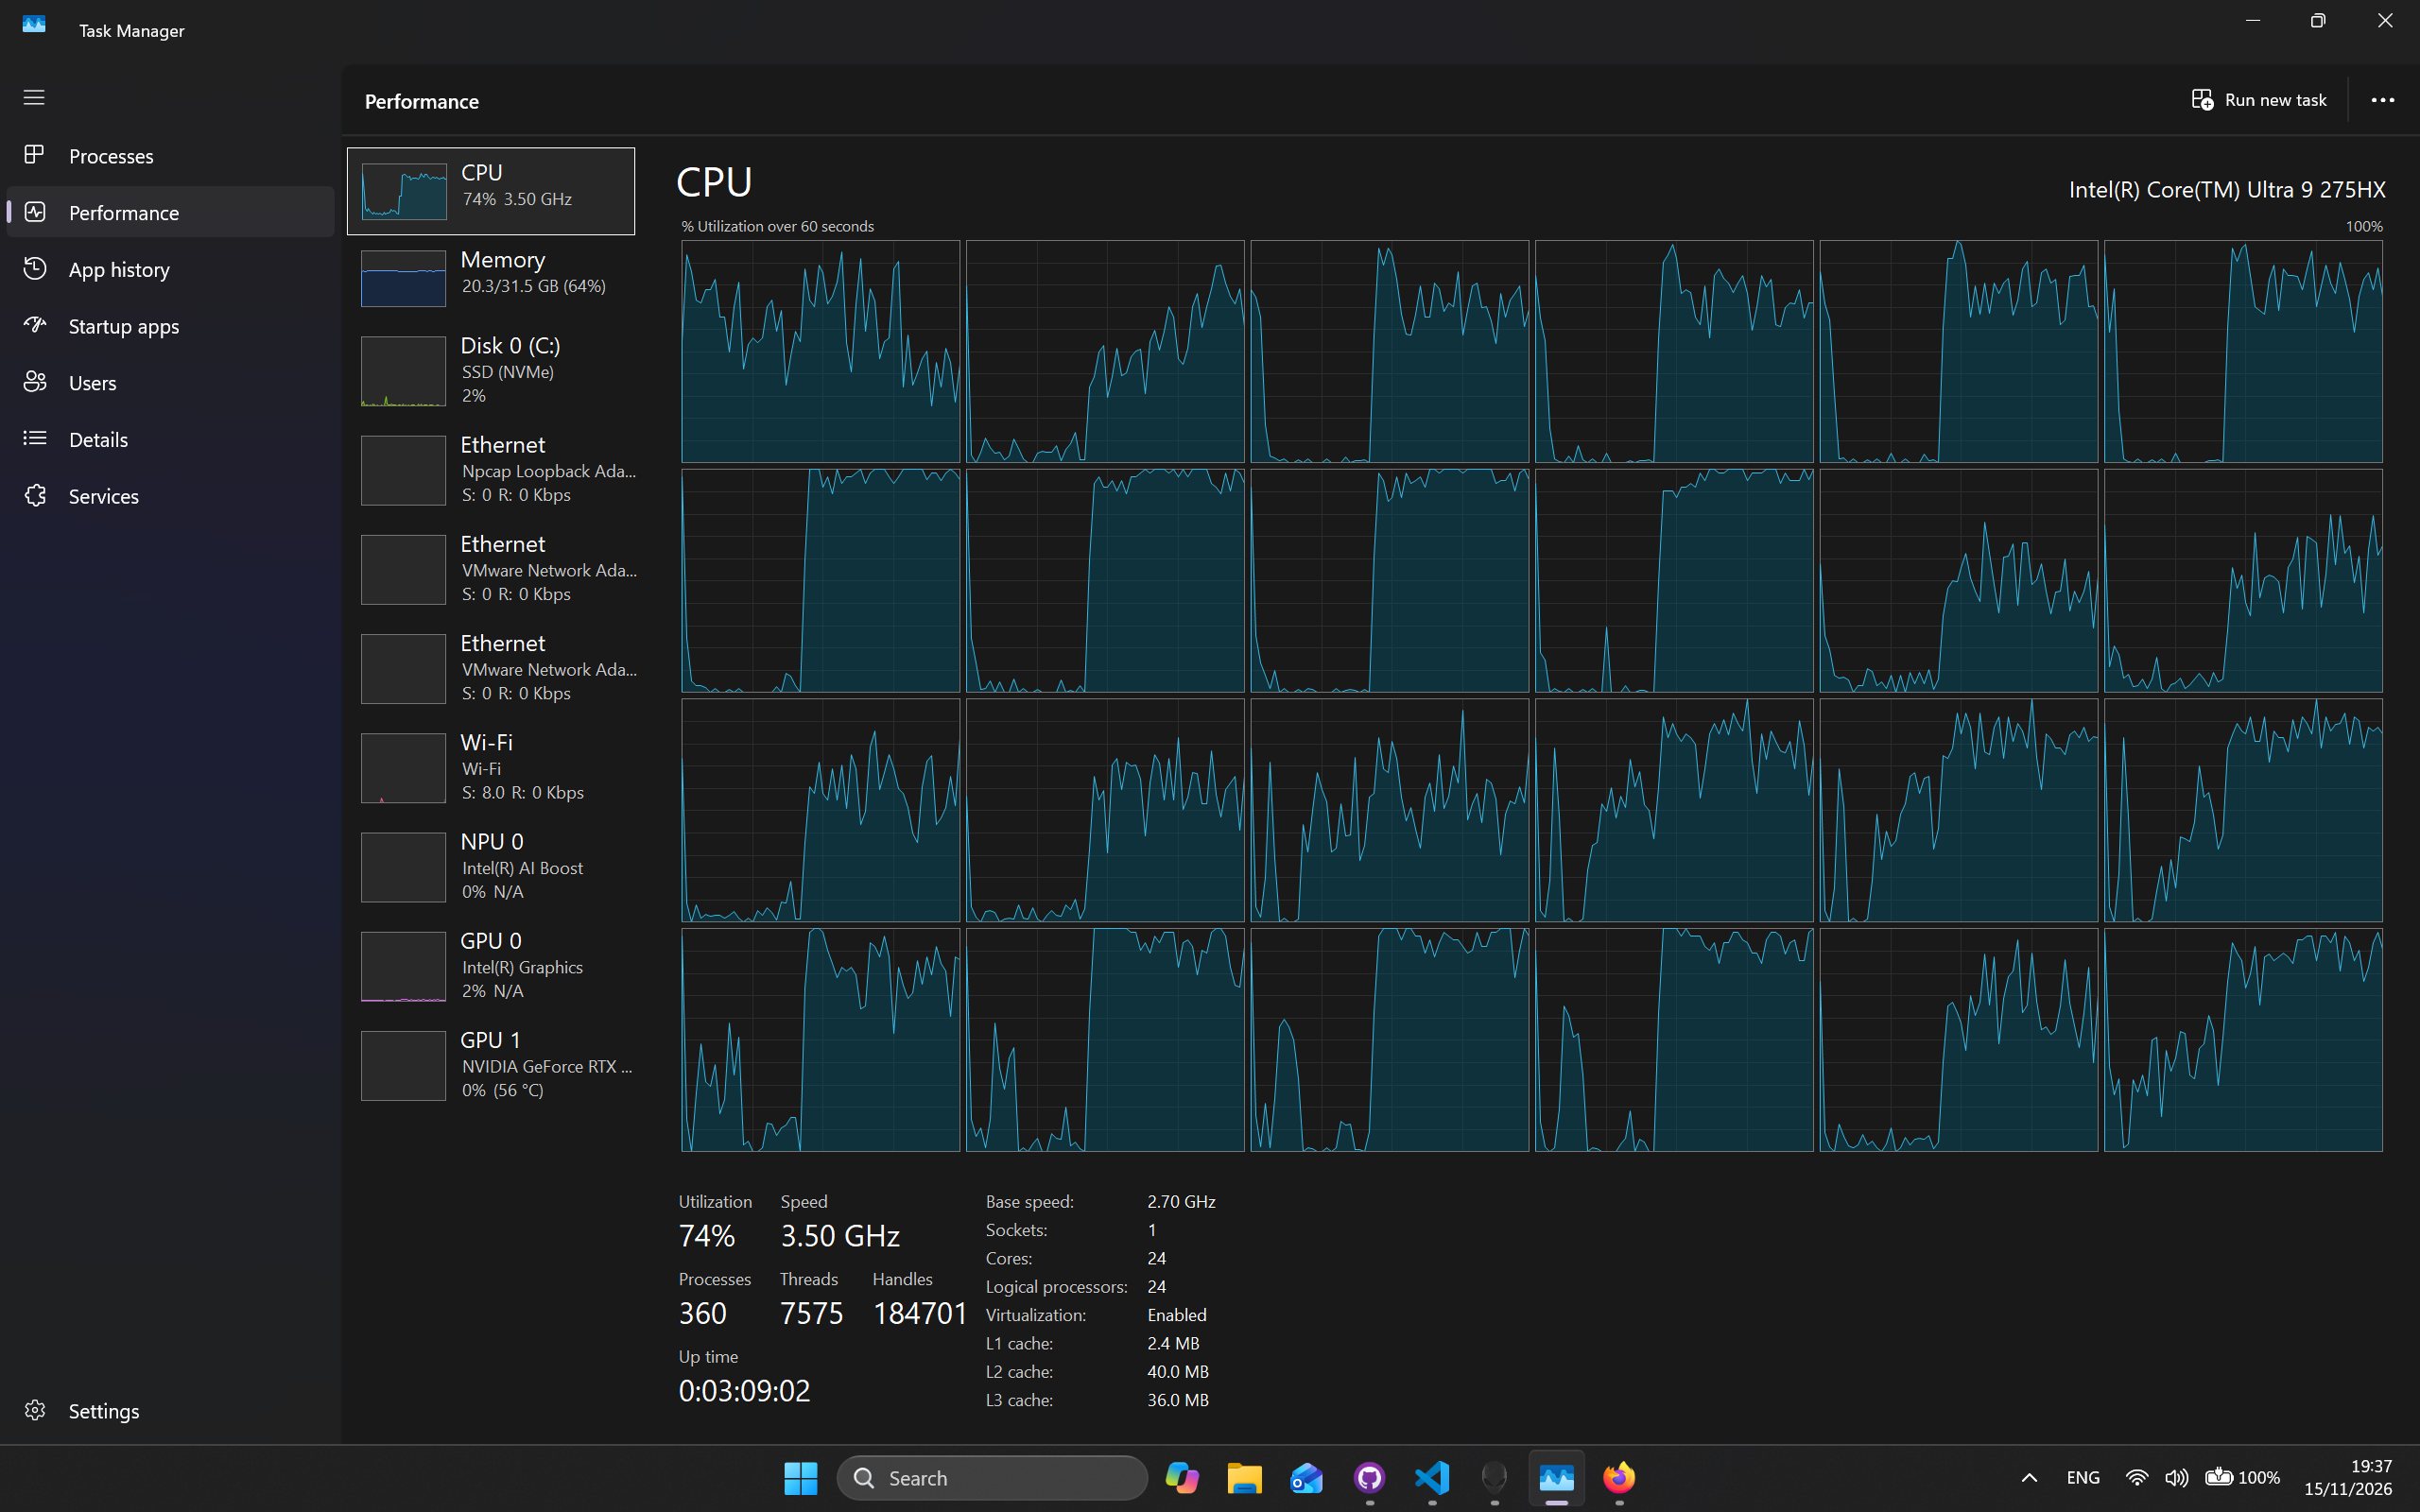 Task Manager
Performance
Run new task
Processes
Performance
App history
Startup apps
Users
Details
Services
Settings
CPU
74% 3.50 GHz
Memory
20.3/31.5 GB (64%)
Disk 0 (C:)
SSD (NVMe)
2%
Ethernet
Npcap Loopback Ada...
S: 0 R: 0 Kbps
Ethernet
VMware Network Ada...
S: 0 R: 0 Kbps
Ethernet
VMware Network Ada...
S: 0 R: 0 Kbps
Wi-Fi
Wi-Fi
S: 8.0 R: 0 Kbps
NPU 0
Intel(R) AI Boost
0% N/A
GPU 0
Intel(R) Graphics
2% N/A
GPU 1
NVIDIA GeForce RTX ...
0% (56 °C)
CPU
Intel(R) Core(TM) Ultra 9 275HX
% Utilization over 60 seconds
100%
Utilization
74%
Speed
3.50 GHz
Processes
360
Threads
7575
Handles
184701
Up time
0:03:09:02
Base speed: 2.70 GHz
Sockets: 1
Cores: 24
Logical processors: 24
Virtualization: Enabled
L1 cache: 2.4 MB
L2 cache: 40.0 MB
L3 cache: 36.0 MB
Search
ENG
100%
19:37
15/11/2026